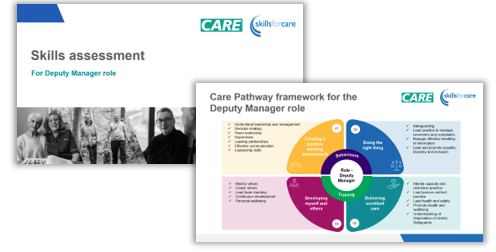 CARE
skillsforcare
Skills assessment
For Deputy Manager role
CARE
skillsforcare
Care Pathway framework for the
Deputy Manager role
Understand leadership and management
Decision-making
Team leadership
Supervision
Leading partnerships
Effective communication
Leadership skills
Creating a
positive
working
environment
Doing the
right thing
Safeguarding
Lead practice to manage
comments and complaints
Manage effective handling
of information
Lead and promote equality,
diversity and inclusion
Behaviours
Role -
Deputy
Manager
Training
Mentor others
Coach others
Lead team learning
Continuous development
Personal wellbeing
Developing
myself and
others
Delivering
excellent
care
Mental capacity and
restrictive practice
Lead person-centred
practice
Lead health and safety
Promote health and
wellbeing
Understanding of
Deprivation of Liberty
Safeguards